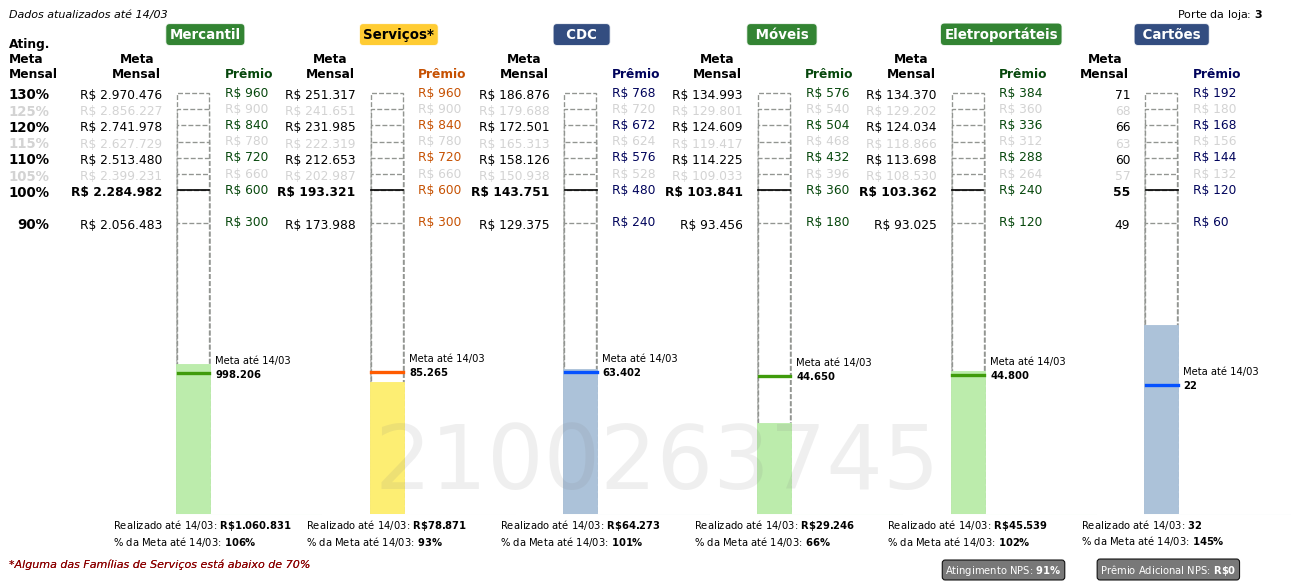 Dados atualizados até 14/03
Porte da loja: 3
Mercantil Serviços* CDC Móveis Eletroportáteis Cartões
Ating. Meta Mensal
Meta Mensal Prêmio Meta Mensal Prêmio Meta Mensal Prêmio Meta Mensal Prêmio Meta Mensal Prêmio Meta Mensal Prêmio
130% R$ 2.970.476 R$ 960 R$ 251.317 R$ 960 R$ 186.876 R$ 768 R$ 134.993 R$ 576 R$ 134.370 R$ 384 71 R$ 192
125% R$ 2.856.227 R$ 900 R$ 241.651 R$ 900 R$ 179.688 R$ 720 R$ 129.801 R$ 540 R$ 129.202 R$ 360 68 R$ 180
120% R$ 2.741.978 R$ 840 R$ 231.985 R$ 840 R$ 172.501 R$ 672 R$ 124.609 R$ 504 R$ 124.034 R$ 336 66 R$ 168
115% R$ 2.627.729 R$ 780 R$ 222.319 R$ 780 R$ 165.313 R$ 624 R$ 119.417 R$ 468 R$ 118.866 R$ 312 63 R$ 156
110% R$ 2.513.480 R$ 720 R$ 212.653 R$ 720 R$ 158.126 R$ 576 R$ 114.225 R$ 432 R$ 113.698 R$ 288 60 R$ 144
105% R$ 2.399.231 R$ 660 R$ 202.987 R$ 660 R$ 150.938 R$ 528 R$ 109.033 R$ 396 R$ 108.530 R$ 264 57 R$ 132
100% R$ 2.284.982 R$ 600 R$ 193.321 R$ 600 R$ 143.751 R$ 480 R$ 103.841 R$ 360 R$ 103.362 R$ 240 55 R$ 120
90% R$ 2.056.483 R$ 300 R$ 173.988 R$ 300 R$ 129.375 R$ 240 R$ 93.456 R$ 180 R$ 93.025 R$ 120 49 R$ 60
Meta até 14/03 Meta até 14/03 Meta até 14/03 Meta até 14/03 Meta até 14/03 Meta até 14/03
998.206 85.265 63.402 44.650 44.800 22
2100263745
Realizado até 14/03: R$1.060.831 Realizado até 14/03: R$78.871 Realizado até 14/03: R$64.273 Realizado até 14/03: R$29.246 Realizado até 14/03: R$45.539 Realizado até 14/03: 32
% da Meta até 14/03: 106% % da Meta até 14/03: 93% % da Meta até 14/03: 101% % da Meta até 14/03: 66% % da Meta até 14/03: 102% % da Meta até 14/03: 145%
*Alguma das Famílias de Serviços está abaixo de 70%
Atingimento NPS: 91% Prêmio Adicional NPS: R$0